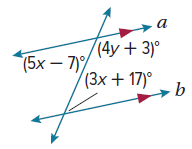 a
(5x − 7)° (4y + 3)°
(3x + 17)° b